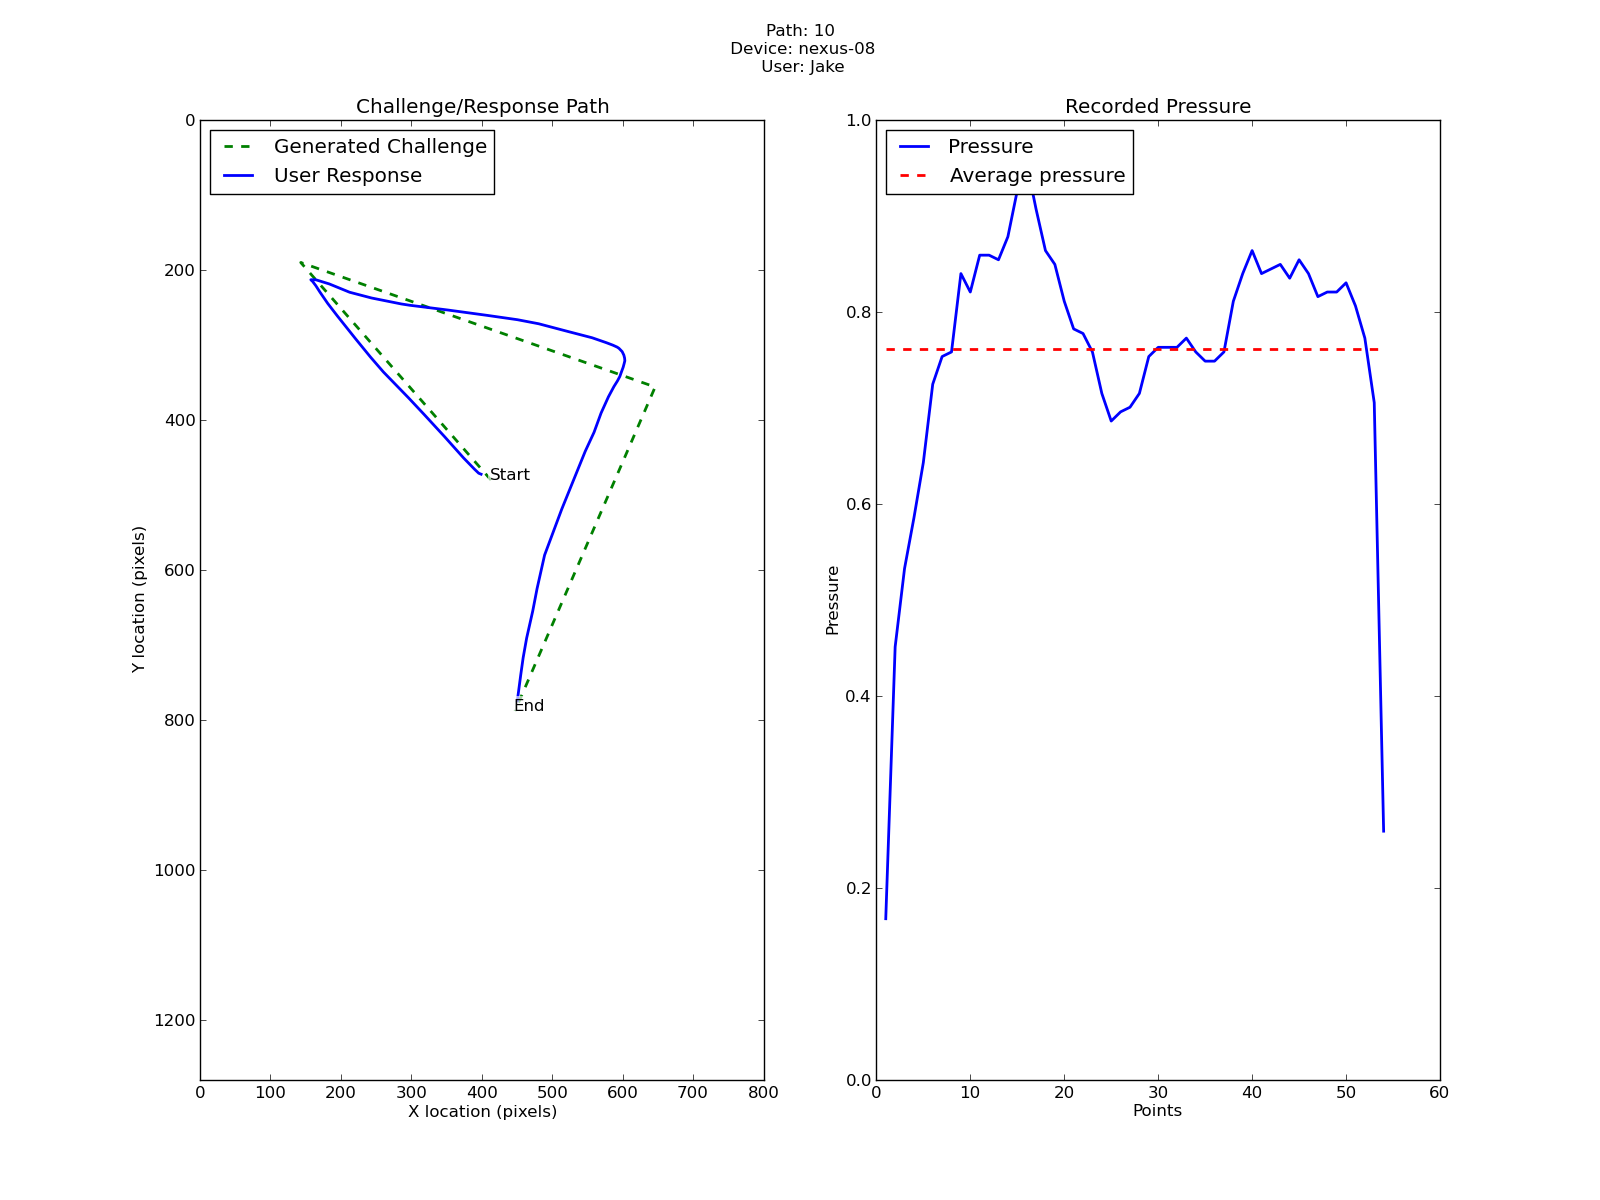 Path: 10
Device: nexus-08
User: Jake
Challenge/Response Path
Generated Challenge
User Response
0
200
400
600
800
1000
1200
Y location (pixels)
Start
End
0 100 200 300 400 500 600 700 800
X location (pixels)
Recorded Pressure
Pressure
Average pressure
1.0
0.8
0.6
0.4
0.2
0.0
Pressure
0 10 20 30 40 50 60
Points